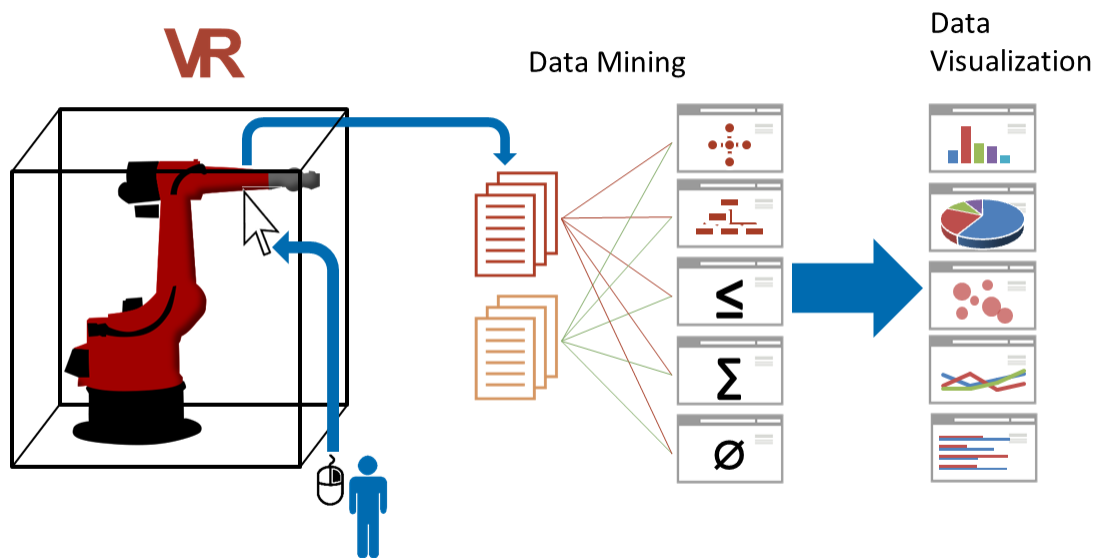 VR
Data Mining
Data
Visualization
≤
Σ
Ø